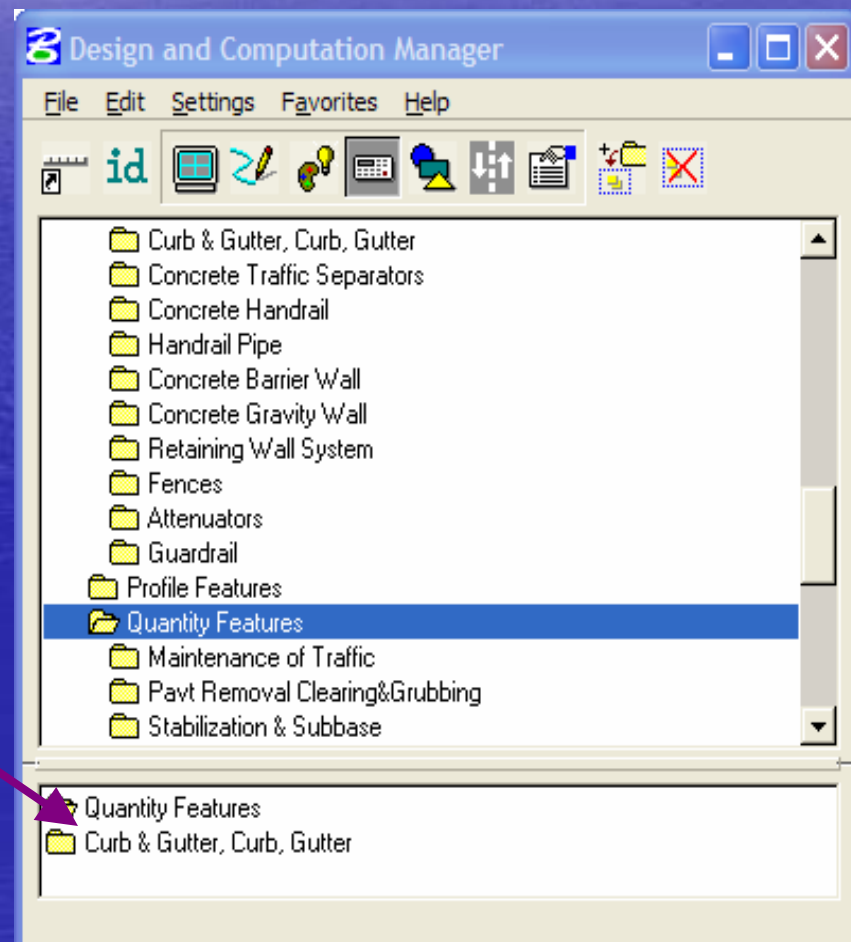 Design and Computation Manager
File Edit Settings Favorites Help
id
Curb & Gutter, Curb, Gutter
Concrete Traffic Separators
Concrete Handrail
Handrail Pipe
Concrete Barrier Wall
Concrete Gravity Wall
Retaining Wall System
Fences
Attenuators
Guardrail
Profile Features
Quantity Features
Maintenance of Traffic
Pavt Removal Clearing&Grubbing
Stabilization & Subbase
Quantity Features
Curb & Gutter, Curb, Gutter